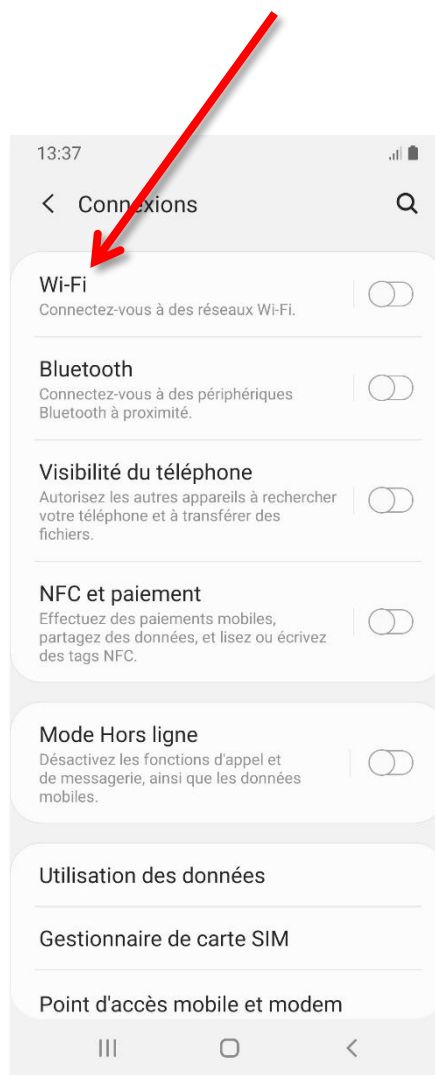 13:37
Connexions
Wi-Fi
Connectez-vous à des réseaux Wi-Fi.
Bluetooth
Connectez-vous à des périphériques
Bluetooth à proximité.
Visibilité du téléphone
Autorisez les autres appareils à rechercher
votre téléphone et à transférer des
fichiers.
NFC et paiement
Effectuez des paiements mobiles,
partagez des données, et lisez ou écrivez
des tags NFC.
Mode Hors ligne
Désactivez les fonctions d'appel et
de messagerie, ainsi que les données
mobiles.
Utilisation des données
Gestionnaire de carte SIM
Point d'accès mobile et modem